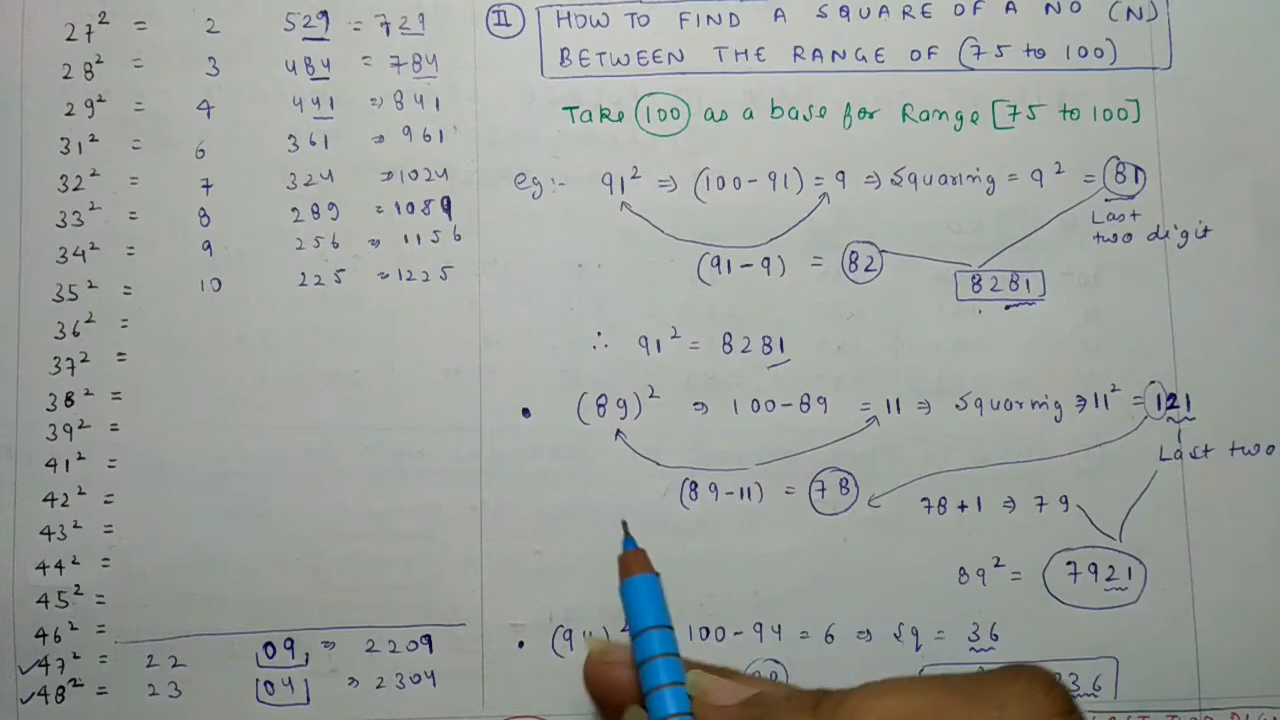 27² = 2 529 = 729
28² = 3 484 = 784
29² = 4 441 ⇒ 841
31² = 6 361 ⇒ 961
32² = 7 324 ⇒ 1024
33² = 8 289 = 1089
34² = 9 256 ⇒ 1156
35² = 10 225 ⇒ 1225
36² =
37² =
38² =
39² =
41² =
42² =
43² =
44² =
45² =
46² =
✓47² = 22 09 ⇒ 2209
✓48² = 23 04 ⇒ 2304
II HOW TO FIND A SQUARE OF A NO (N)
BETWEEN THE RANGE OF (75 to 100)
Take 100 as a base for Range [75 to 100]
eg:- 91² ⇒ (100-91) = 9 ⇒ Squaring = 9² = 81
Last
two digit
(91-9) = 82
8281
∴ 91² = 8281
• (89)² ⇒ 100-89 = 11 ⇒ Squaring ⇒ 11² = 121
Last two
(89-11) = 78 78+1 ⇒ 79
89² = 7921
• 100-94 = 6 ⇒ Sq = 36
36